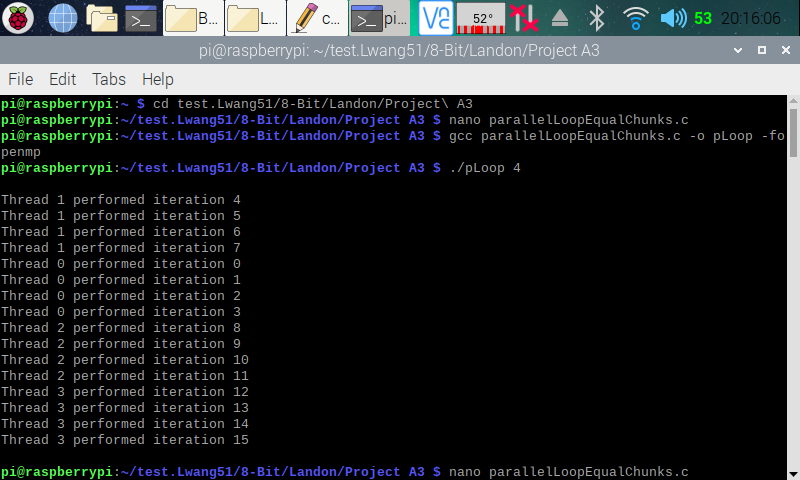 B... L... c... pi... 52° 53 20:16:06
pi@raspberrypi: ~/test.Lwang51/8-Bit/Landon/Project A3
File Edit Tabs Help
pi@raspberrypi:~ $ cd test.Lwang51/8-Bit/Landon/Project\ A3
pi@raspberrypi:~/test.Lwang51/8-Bit/Landon/Project A3 $ nano parallelLoopEqualChunks.c
pi@raspberrypi:~/test.Lwang51/8-Bit/Landon/Project A3 $ gcc parallelLoopEqualChunks.c -o pLoop -fo
penmp
pi@raspberrypi:~/test.Lwang51/8-Bit/Landon/Project A3 $ ./pLoop 4
Thread 1 performed iteration 4
Thread 1 performed iteration 5
Thread 1 performed iteration 6
Thread 1 performed iteration 7
Thread 0 performed iteration 0
Thread 0 performed iteration 1
Thread 0 performed iteration 2
Thread 0 performed iteration 3
Thread 2 performed iteration 8
Thread 2 performed iteration 9
Thread 2 performed iteration 10
Thread 2 performed iteration 11
Thread 3 performed iteration 12
Thread 3 performed iteration 13
Thread 3 performed iteration 14
Thread 3 performed iteration 15
pi@raspberrypi:~/test.Lwang51/8-Bit/Landon/Project A3 $ nano parallelLoopEqualChunks.c